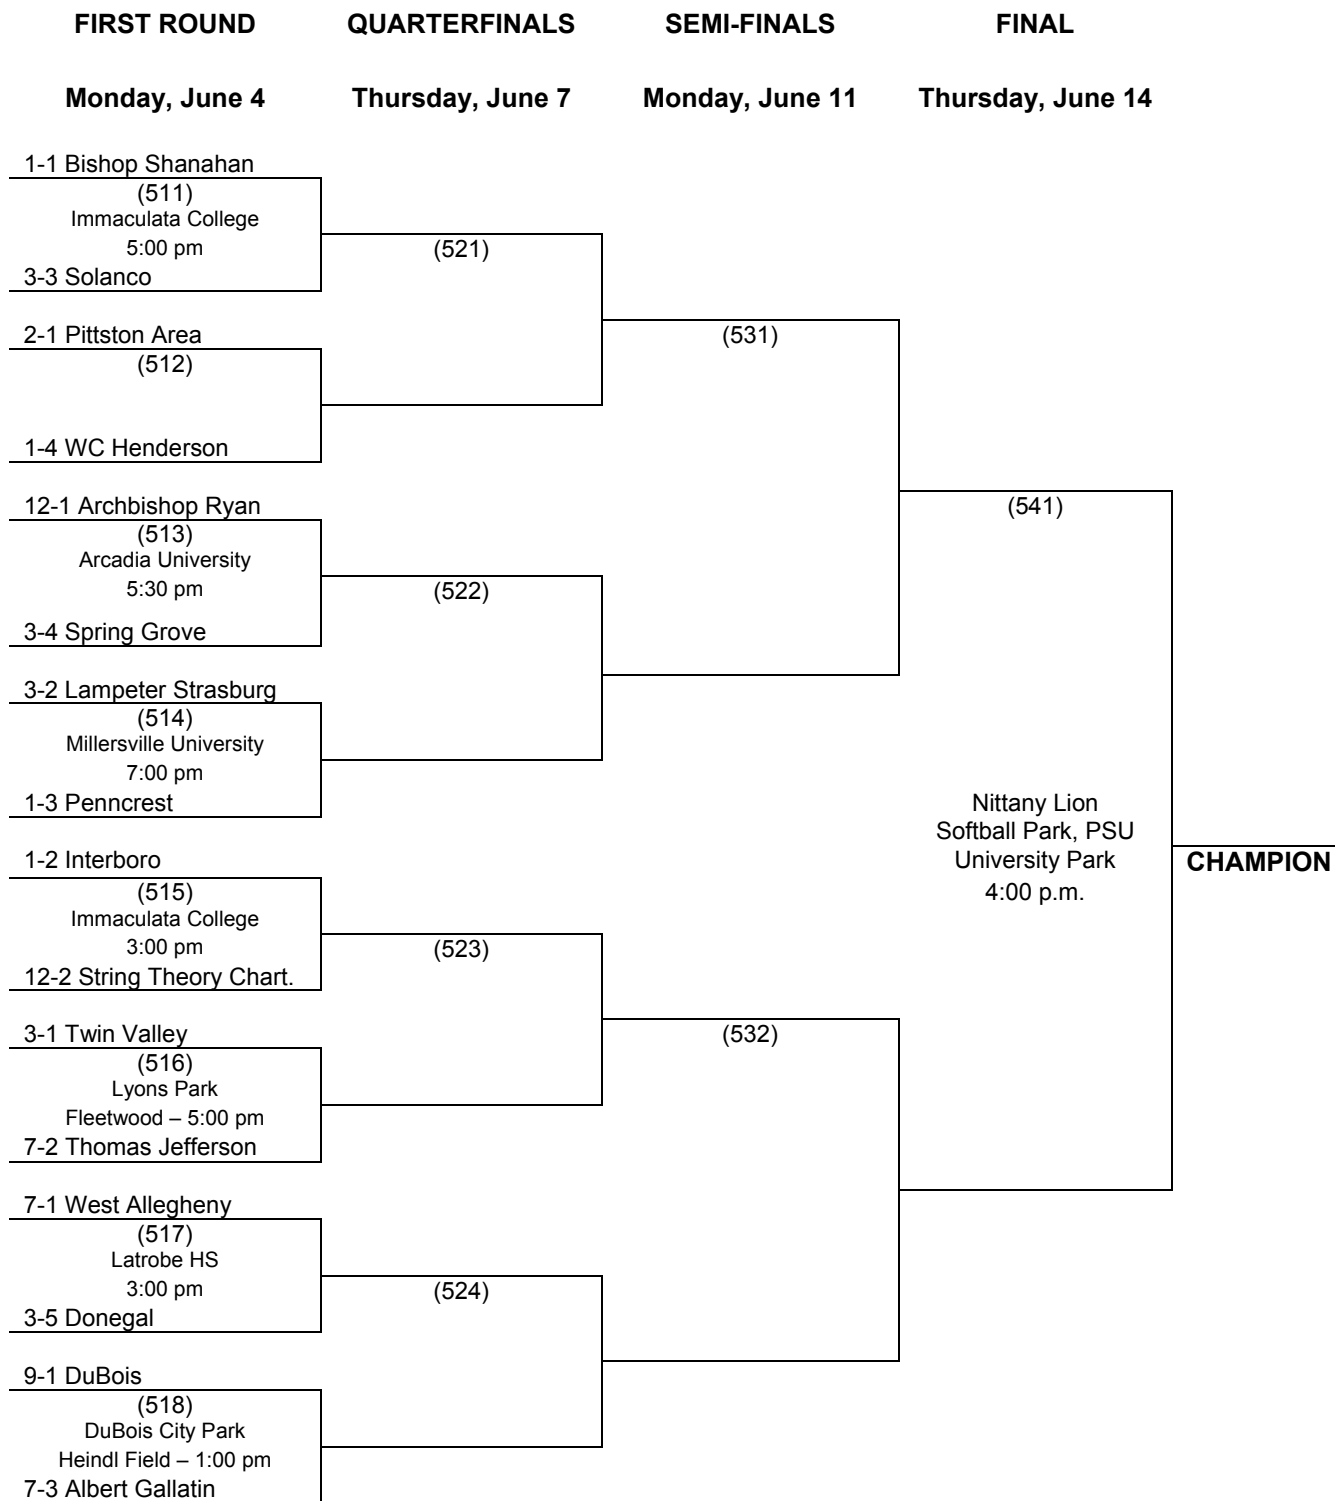 FIRST ROUND QUARTERFINALS SEMI-FINALS FINAL
Monday, June 4 Thursday, June 7 Monday, June 11 Thursday, June 14
1-1 Bishop Shanahan
(511)
Immaculata College
5:00 pm
3-3 Solanco
(521)
2-1 Pittston Area
(512)
1-4 WC Henderson
(531)
12-1 Archbishop Ryan
(513)
Arcadia University
5:30 pm
3-4 Spring Grove
(522)
3-2 Lampeter Strasburg
(514)
Millersville University
7:00 pm
1-3 Penncrest
(541)
Nittany Lion
Softball Park, PSU
University Park
4:00 p.m.
CHAMPION
1-2 Interboro
(515)
Immaculata College
3:00 pm
12-2 String Theory Chart.
(523)
3-1 Twin Valley
(516)
Lyons Park
Fleetwood – 5:00 pm
7-2 Thomas Jefferson
(532)
7-1 West Allegheny
(517)
Latrobe HS
3:00 pm
3-5 Donegal
(524)
9-1 DuBois
(518)
DuBois City Park
Heindl Field – 1:00 pm
7-3 Albert Gallatin